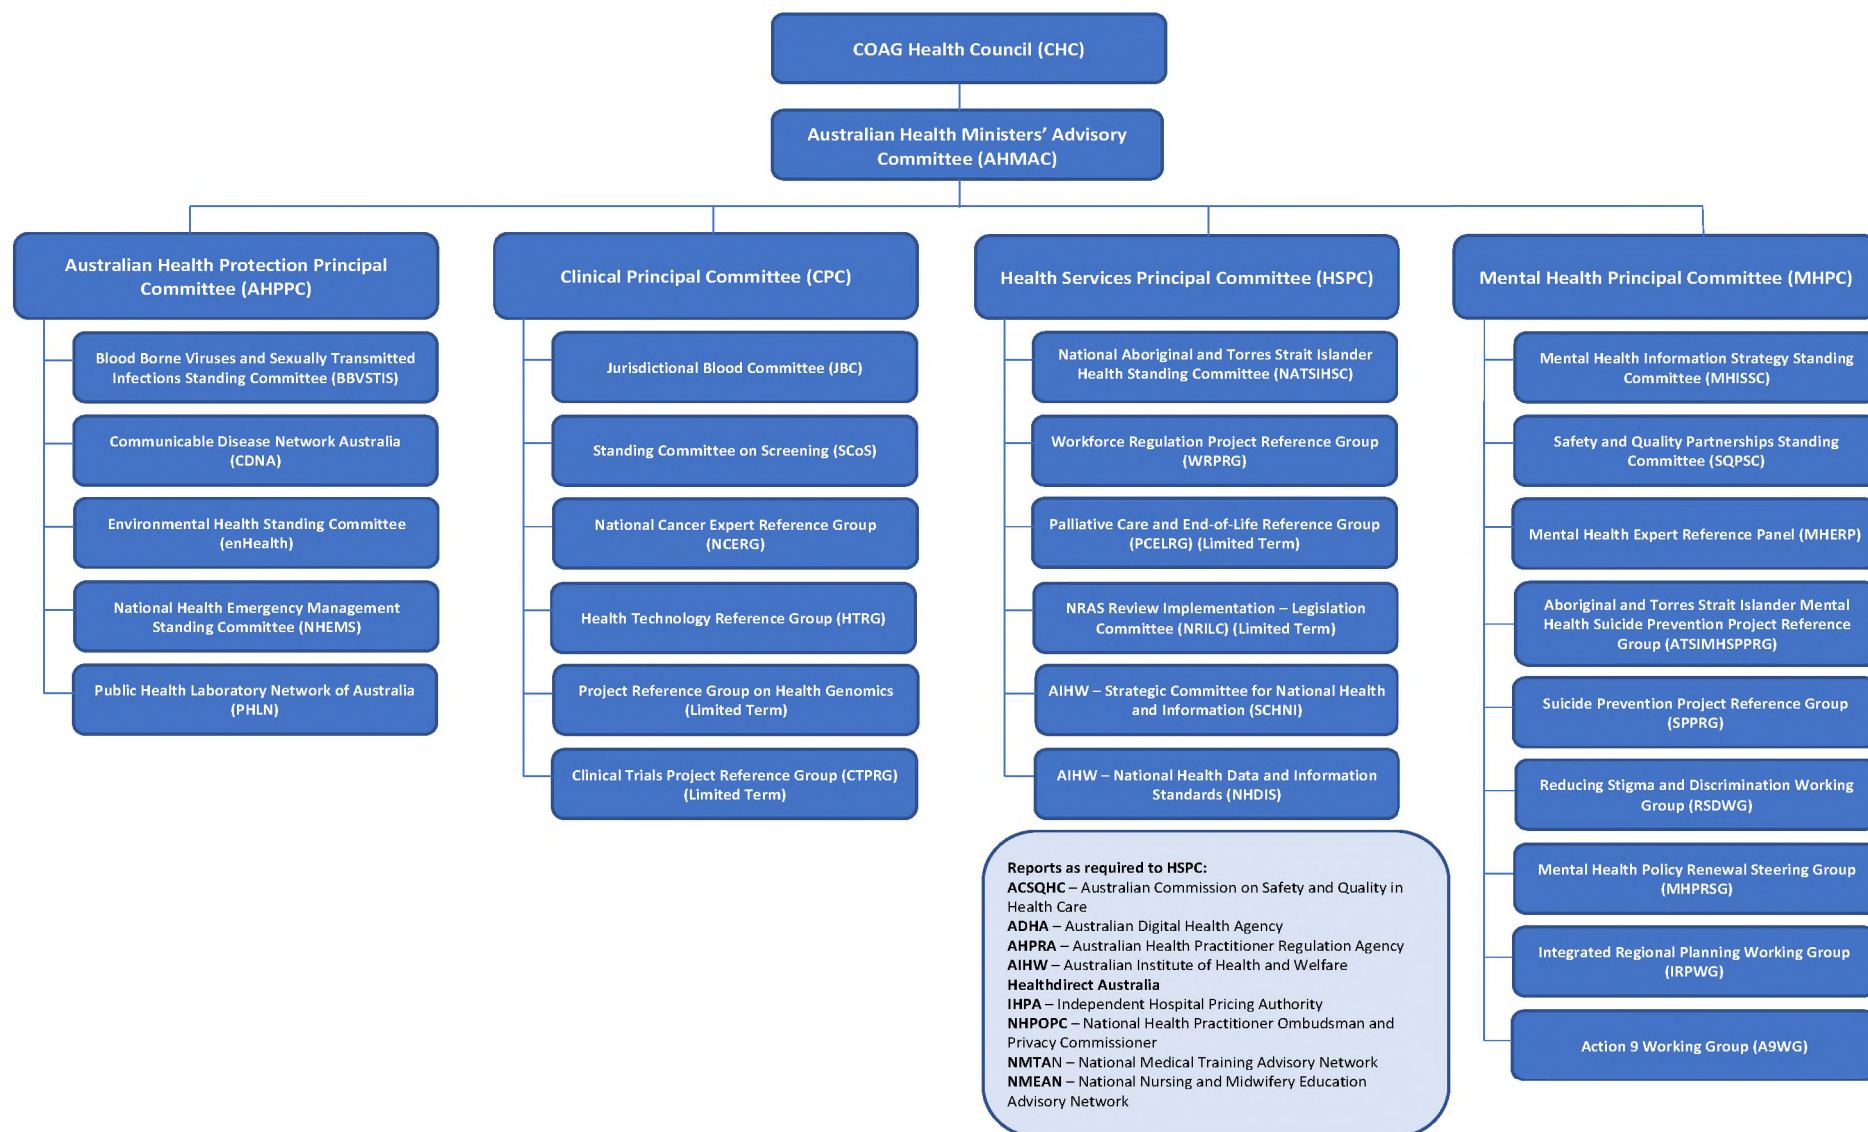 COAG Health Council (CHC)
Australian Health Ministers’ Advisory
Committee (AHMAC)
Australian Health Protection Principal
Committee (AHPPC)
Blood Borne Viruses and Sexually Transmitted
Infections Standing Committee (BBVSTIS)
Communicable Disease Network Australia
(CDNA)
Environmental Health Standing Committee
(enHealth)
National Health Emergency Management
Standing Committee (NHEMS)
Public Health Laboratory Network of Australia
(PHLN)
Clinical Principal Committee (CPC)
Jurisdictional Blood Committee (JBC)
Standing Committee on Screening (SCoS)
National Cancer Expert Reference Group
(NCERG)
Health Technology Reference Group (HTRG)
Project Reference Group on Health Genomics
(Limited Term)
Clinical Trials Project Reference Group (CTPRG)
(Limited Term)
Health Services Principal Committee (HSPC)
National Aboriginal and Torres Strait Islander
Health Standing Committee (NATSIHSC)
Workforce Regulation Project Reference Group
(WRPRG)
Palliative Care and End-of-Life Reference Group
(PCELRG) (Limited Term)
NRAS Review Implementation – Legislation
Committee (NRILC) (Limited Term)
AIHW – Strategic Committee for National Health
and Information (SCHNI)
AIHW – National Health Data and Information
Standards (NHDIS)
Reports as required to HSPC:
ACSQHC – Australian Commission on Safety and Quality in
Health Care
ADHA – Australian Digital Health Agency
AHPRA – Australian Health Practitioner Regulation Agency
AIHW – Australian Institute of Health and Welfare
Healthdirect Australia
IHPA – Independent Hospital Pricing Authority
NHPOPC – National Health Practitioner Ombudsman and
Privacy Commissioner
NMTAN – National Medical Training Advisory Network
NMEAN – National Nursing and Midwifery Education
Advisory Network
Mental Health Principal Committee (MHPC)
Mental Health Information Strategy Standing
Committee (MHISSC)
Safety and Quality Partnerships Standing
Committee (SQPSC)
Mental Health Expert Reference Panel (MHERP)
Aboriginal and Torres Strait Islander Mental
Health Suicide Prevention Project Reference
Group (ATSIMHSPPRG)
Suicide Prevention Project Reference Group
(SPPRG)
Reducing Stigma and Discrimination Working
Group (RSDWG)
Mental Health Policy Renewal Steering Group
(MHPRSG)
Integrated Regional Planning Working Group
(IRPWG)
Action 9 Working Group (A9WG)